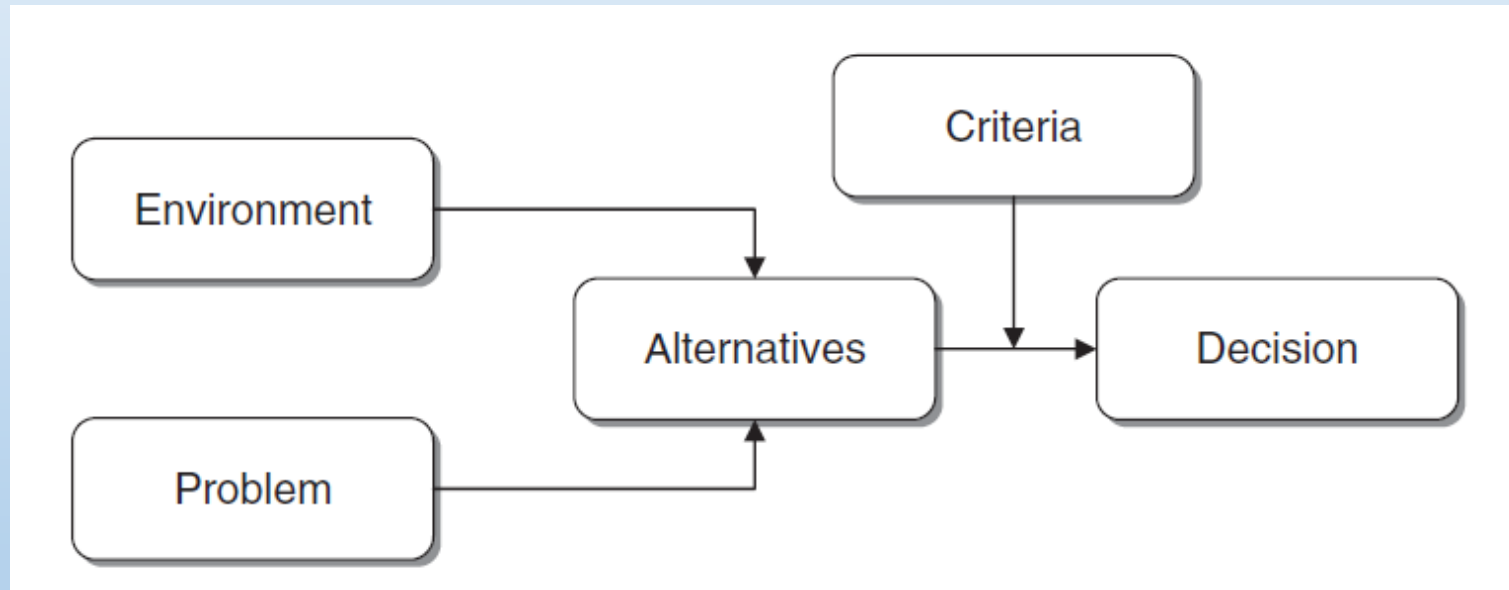 Criteria
Environment
Alternatives
Decision
Problem